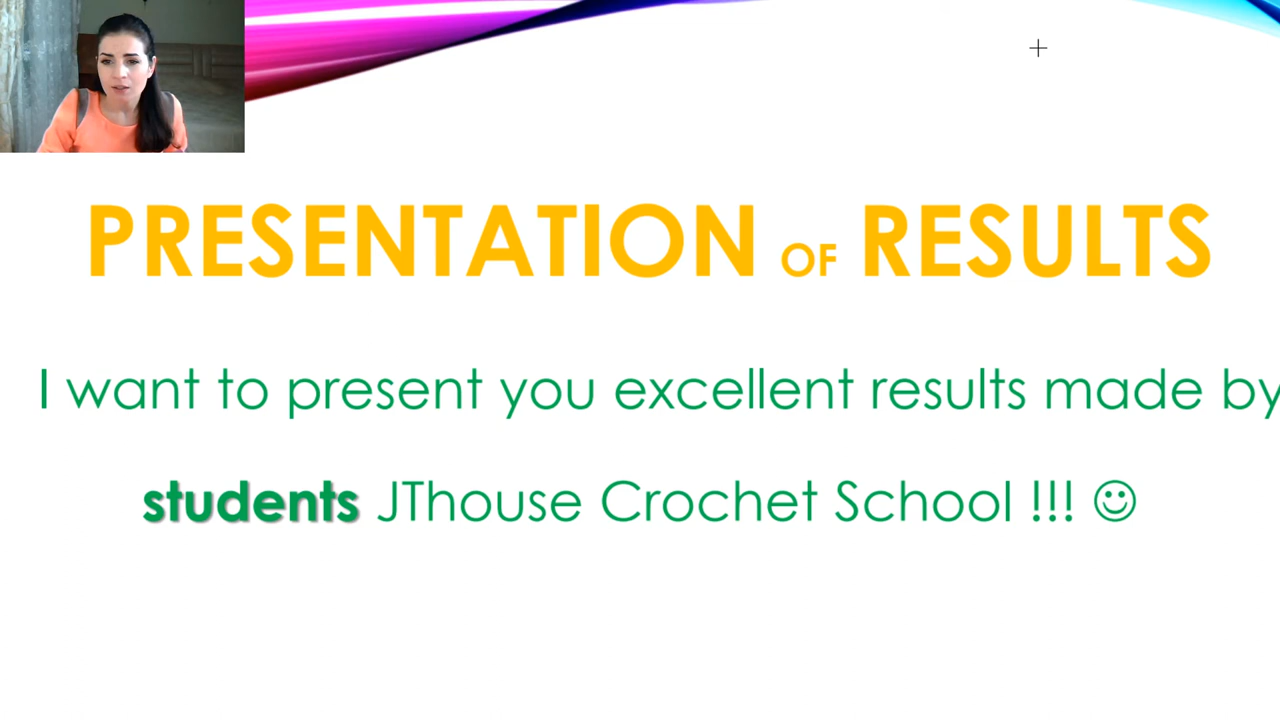 PRESENTATION OF RESULTS
I want to present you excellent results made by
students JThouse Crochet School !!! ☺